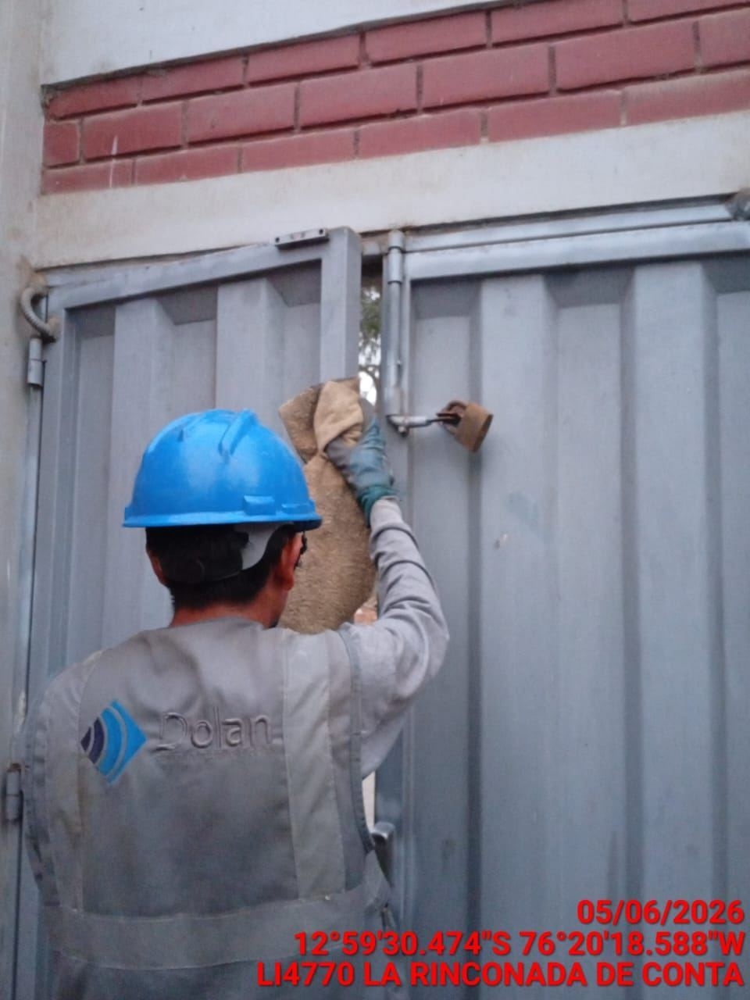 Dolan
05/06/2026
12°59'30.474"S 76°20'18.588"W
LI4770 LA RINCONADA DE CONTA